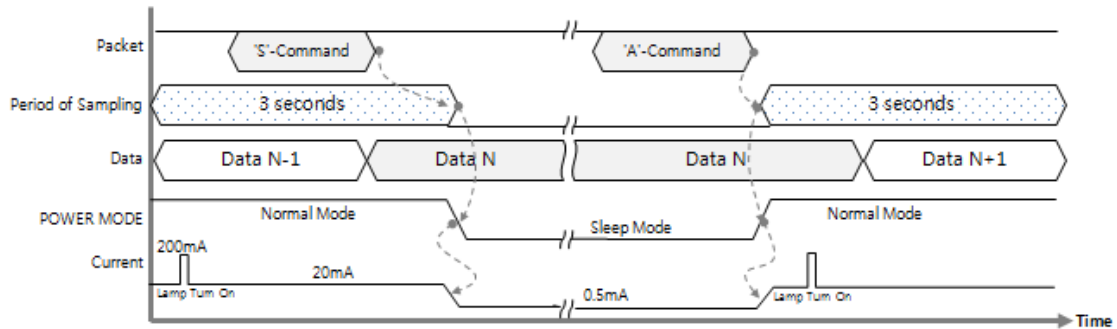 Packet
"S"-Command
"A"-Command
Period of Sampling
3 seconds
3 seconds
Data
Data N-1
Data N
Data N
Data N+1
POWER MODE
Normal Mode
Sleep Mode
Normal Mode
Current
200mA
20mA
0.5mA
Lamp Turn On
Lamp Turn On
Time